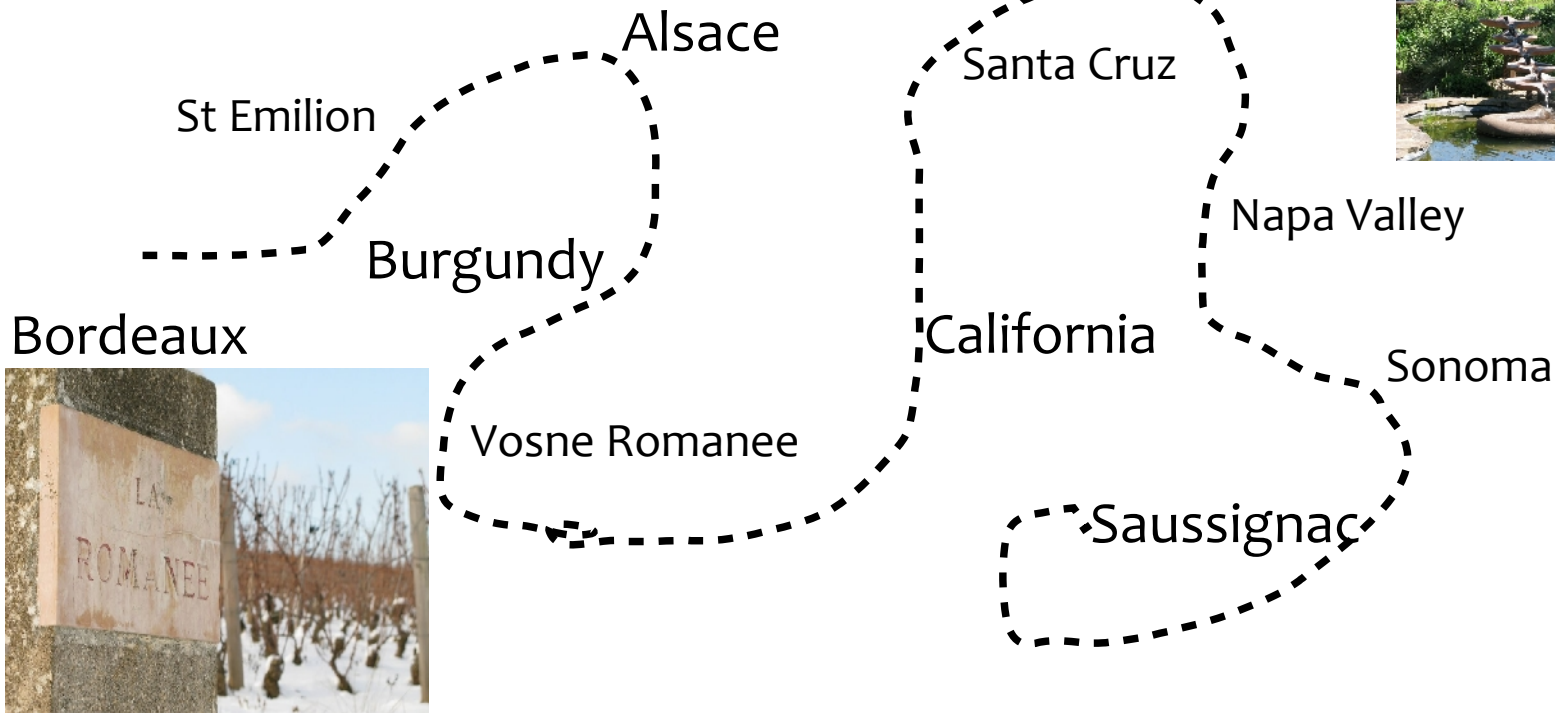 Alsace
Santa Cruz
St Emilion
Napa Valley
Burgundy
Bordeaux
California
Sonoma
Vosne Romanee
LA
ROMANEE
Saussignac